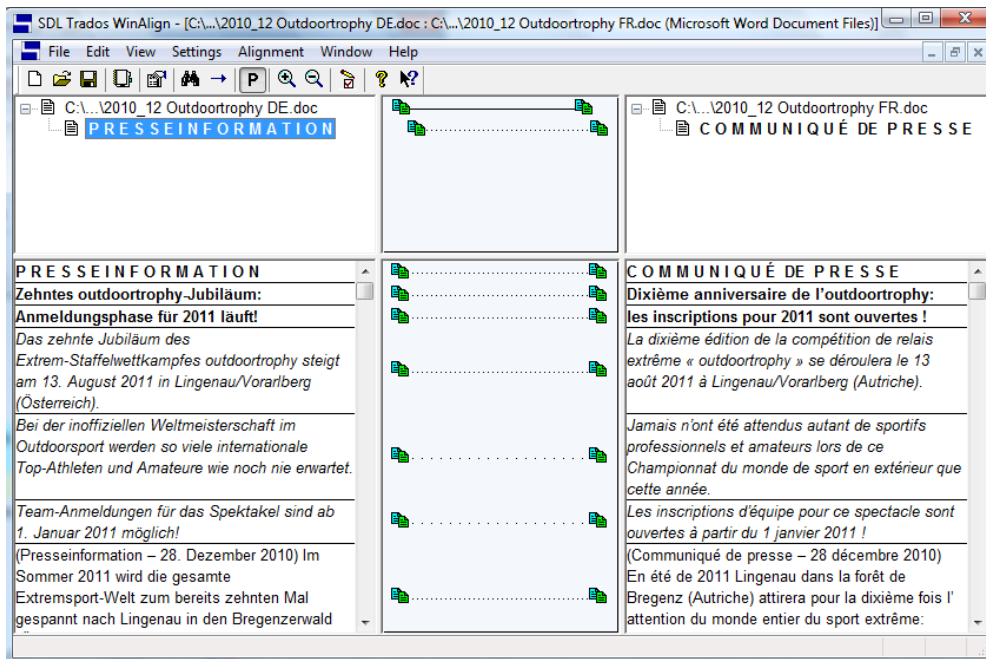 SDL Trados WinAlign - [C:\...\2010_12 Outdoortrophy DE.doc : C:\...\2010_12 Outdoortrophy FR.doc (Microsoft Word Document Files)]
File Edit View Settings Alignment Window Help
P
C:\...\2010_12 Outdoortrophy DE.doc
P R E S S E I N F O R M A T I O N
C:\...\2010_12 Outdoortrophy FR.doc
C O M M U N I Q U É DE P R E S S E
P R E S S E I N F O R M A T I O N
Zehntes outdoortrophy-Jubiläum:
Anmeldungsphase für 2011 läuft!
Das zehnte Jubiläum des
Extrem-Staffelwettkampfes outdoortrophy steigt
am 13. August 2011 in Lingenau/Vorarlberg
(Österreich).
Bei der inoffiziellen Weltmeisterschaft im
Outdoorsport werden so viele internationale
Top-Athleten und Amateure wie noch nie erwartet.
Team-Anmeldungen für das Spektakel sind ab
1. Januar 2011 möglich!
(Presseinformation – 28. Dezember 2010) Im
Sommer 2011 wird die gesamte
Extremsport-Welt zum bereits zehnten Mal
gespannt nach Lingenau in den Bregenzerwald
C O M M U N I Q U É DE P R E S S E
Dixième anniversaire de l’outdoortrophy:
les inscriptions pour 2011 sont ouvertes !
La dixième édition de la compétition de relais
extrême « outdoortrophy » se déroulera le 13
août 2011 à Lingenau/Vorarlberg (Autriche).
Jamais n’ont été attendus autant de sportifs
professionnels et amateurs lors de ce
Championnat du monde de sport en extérieur que
cette année.
Les inscriptions d’équipe pour ce spectacle sont
ouvertes à partir du 1 janvier 2011 !
(Communiqué de presse – 28 décembre 2010)
En été de 2011 Lingenau dans la forêt de
Bregenz (Autriche) attirera pour la dixième fois l’
attention du monde entier du sport extrême: